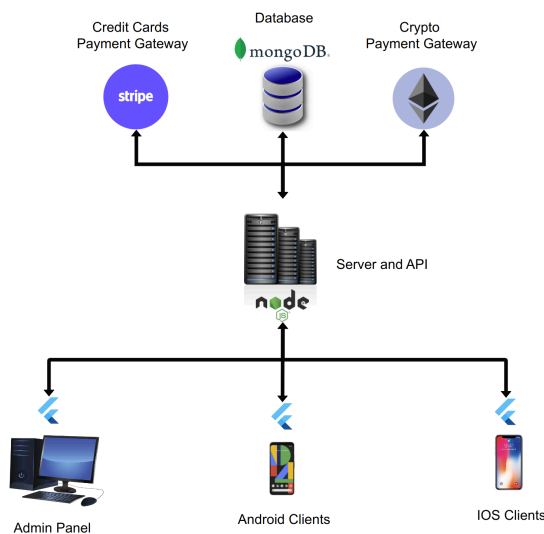 Credit Cards
Payment Gateway
Database
mongoDB.
Crypto
Payment Gateway
stripe
Server and API
node
JS
Admin Panel
Android Clients
IOS Clients